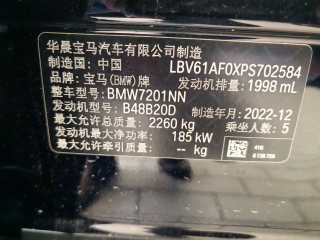 华晨宝马汽车有限公司制造
制造国: 中国 LBV61AF0XPS702584
品牌: 宝马(BMW)牌 发动机排量: 1998 mL
整车型号: BMW7201NN
发动机型号: B48B20D 制造年月: 2022-12
最大允许总质量: 2260 kg 乘坐人数: 5
发动机最大净功率: 185 kW
最大允许牵引质量: -- kg